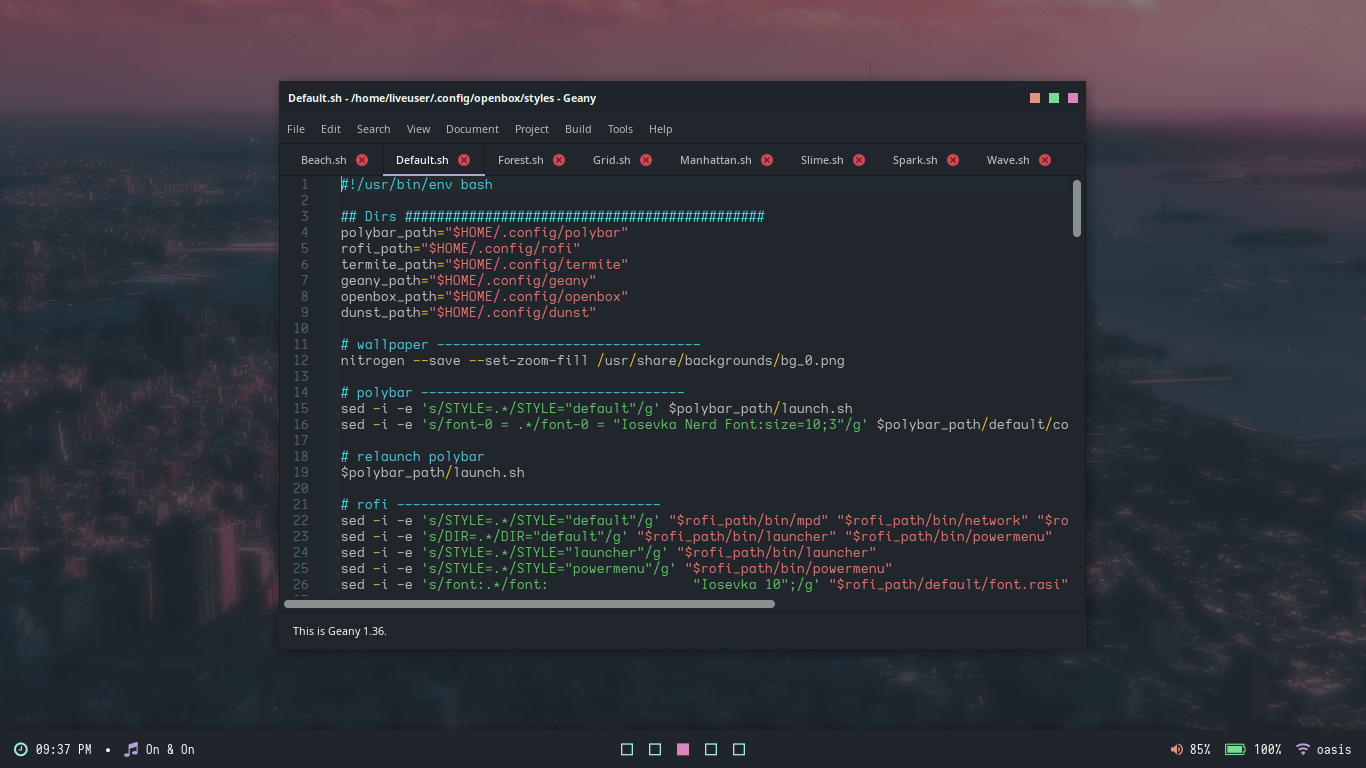 Default.sh - /home/liveuser/.config/openbox/styles - Geany
File Edit Search View Document Project Build Tools Help
Beach.sh Default.sh Forest.sh Grid.sh Manhattan.sh Slime.sh Spark.sh Wave.sh
1 #!/usr/bin/env bash
2
3 ## Dirs #############################################
4 polybar_path="$HOME/.config/polybar"
5 rofi_path="$HOME/.config/rofi"
6 termite_path="$HOME/.config/termite"
7 geany_path="$HOME/.config/geany"
8 openbox_path="$HOME/.config/openbox"
9 dunst_path="$HOME/.config/dunst"
10
11 # wallpaper ---------------------------------
12 nitrogen --save --set-zoom-fill /usr/share/backgrounds/bg_0.png
13
14 # polybar ---------------------------------
15 sed -i -e 's/STYLE=.*/STYLE="default"/g' $polybar_path/launch.sh
16 sed -i -e 's/font-0 = .*/font-0 = "Iosevka Nerd Font:size=10;3"/g' $polybar_path/default/co
17
18 # relaunch polybar
19 $polybar_path/launch.sh
20
21 # rofi ---------------------------------
22 sed -i -e 's/STYLE=.*/STYLE="default"/g' "$rofi_path/bin/mpd" "$rofi_path/bin/network" "$ro
23 sed -i -e 's/DIR=.*/DIR="default"/g' "$rofi_path/bin/launcher" "$rofi_path/bin/powermenu"
24 sed -i -e 's/STYLE=.*/STYLE="launcher"/g' "$rofi_path/bin/launcher"
25 sed -i -e 's/STYLE=.*/STYLE="powermenu"/g' "$rofi_path/bin/powermenu"
26 sed -i -e 's/font:.*/font:                  "Iosevka 10";/g' "$rofi_path/default/font.rasi"
This is Geany 1.36.
09:37 PM • On & On 85% 100% oasis